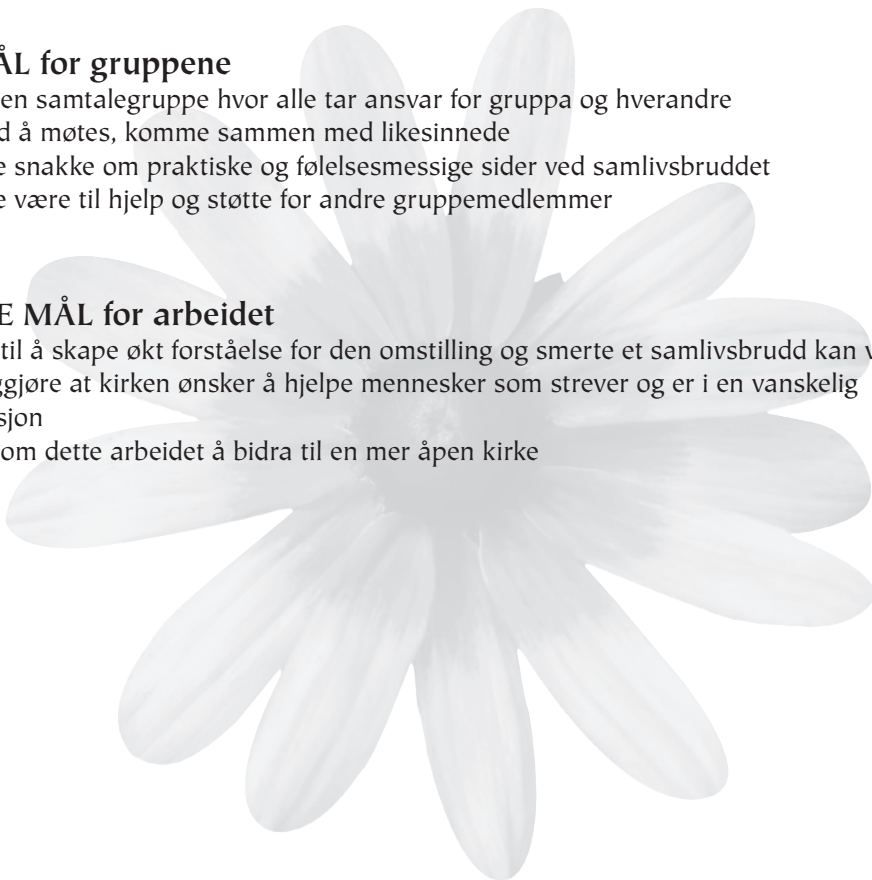 ÅL for gruppene
en samtalegruppe hvor alle tar ansvar for gruppa og hverandre
d å møtes, komme sammen med likesinnede
e snakke om praktiske og følelsesmessige sider ved samlivsbruddet
e være til hjelp og støtte for andre gruppemedlemmer
E MÅL for arbeidet
til å skape økt forståelse for den omstilling og smerte et samlivsbrudd kan v
ggjøre at kirken ønsker å hjelpe mennesker som strever og er i en vanskelig
sjon
om dette arbeidet å bidra til en mer åpen kirke